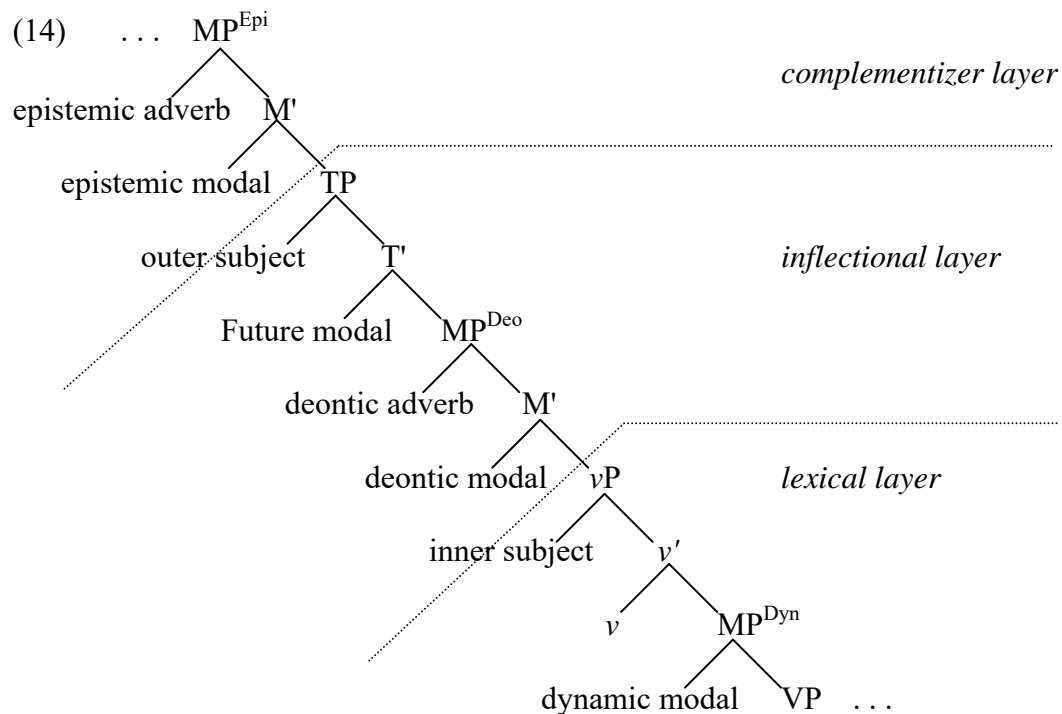 (14) . . . MP^Epi
complementizer layer
epistemic adverb M'
epistemic modal TP
outer subject T' inflectional layer
Future modal MP^Deo
deontic adverb M'
deontic modal vP lexical layer
inner subject v'
v MP^Dyn
dynamic modal VP . . .